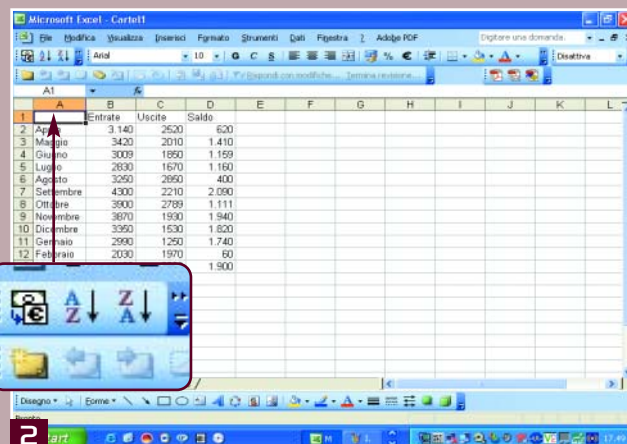 Microsoft Excel - Cartel1
File Modifica Visualizza Inserisci Formato Strumenti Dati Finestra ? Adobe PDF Digitare una domanda.
Arial 10 G C S % € Disattiva
Rispondi con modifiche... Termina revisione...
A1 fx
A B C D E F G H I J K L
1 Entrate Uscite Saldo
2 Aprile 3.140 2520 620
3 Maggio 3420 2010 1.410
4 Giugno 3009 1850 1.159
5 Luglio 2830 1670 1.160
6 Agosto 3250 2850 400
7 Settembre 4300 2210 2.090
8 Ottobre 3900 2789 1.111
9 Novembre 3870 1930 1.940
10 Dicembre 3350 1530 1.820
11 Gennaio 2990 1250 1.740
12 Febbraio 2030 1970 60
1.900
€ A Z Z A
Disegno Forme
2
start 17.46